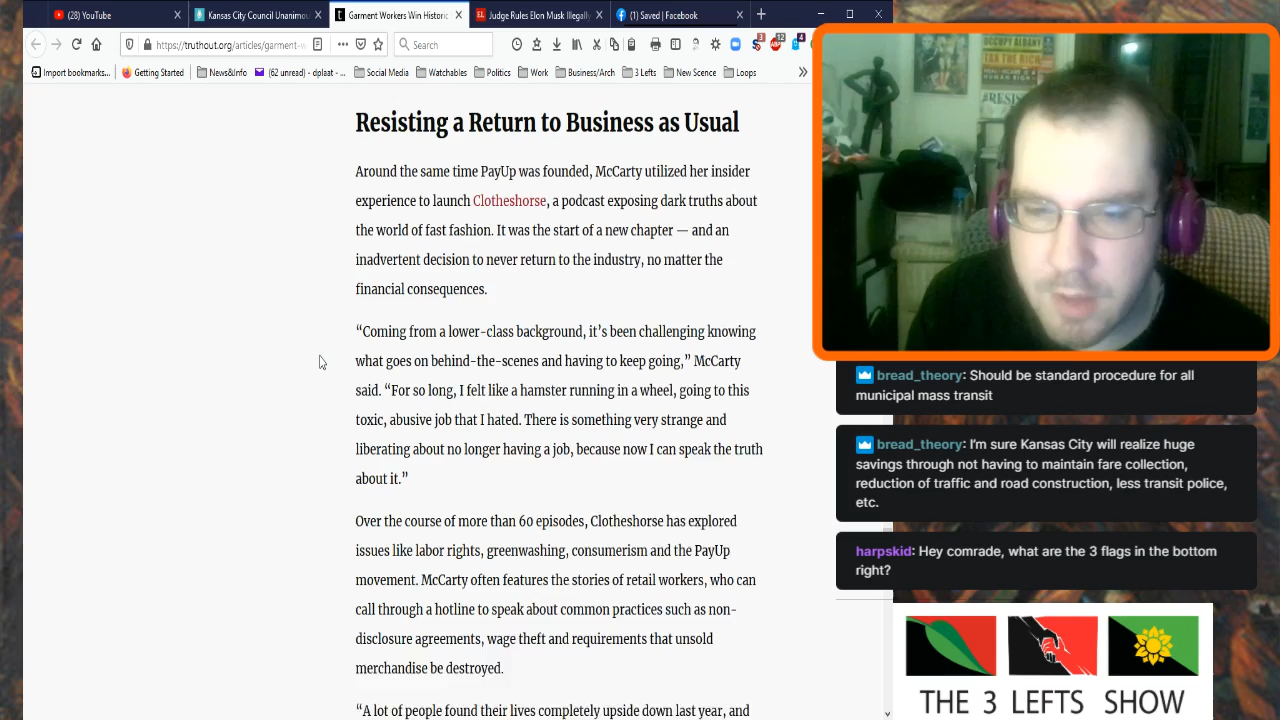 (28) YouTube
Kansas City Council Unanimou
Garment Workers Win Historic
Judge Rules Elon Musk Illegally
(1) Saved | Facebook
https://truthout.org/articles/garment-
Search
Import bookmarks...
Getting Started
News&Info
(62 unread) - dplaat - ...
Social Media
Watchables
Politics
Work
Business/Arch
3 Lefts
New Scence
Loops
Resisting a Return to Business as Usual
Around the same time PayUp was founded, McCarty utilized her insider
experience to launch Clotheshorse, a podcast exposing dark truths about
the world of fast fashion. It was the start of a new chapter — and an
inadvertent decision to never return to the industry, no matter the
financial consequences.
“Coming from a lower-class background, it’s been challenging knowing
what goes on behind-the-scenes and having to keep going,” McCarty
said. “For so long, I felt like a hamster running in a wheel, going to this
toxic, abusive job that I hated. There is something very strange and
liberating about no longer having a job, because now I can speak the truth
about it.”
Over the course of more than 60 episodes, Clotheshorse has explored
issues like labor rights, greenwashing, consumerism and the PayUp
movement. McCarty often features the stories of retail workers, who can
call through a hotline to speak about common practices such as non-
disclosure agreements, wage theft and requirements that unsold
merchandise be destroyed.
“A lot of people found their lives completely upside down last year, and
OCCUPY ALBANY
TAX THE RICH
#RESIS
bread_theory: Should be standard procedure for all
municipal mass transit
bread_theory: I’m sure Kansas City will realize huge
savings through not having to maintain fare collection,
reduction of traffic and road construction, less transit police,
etc.
harpskid: Hey comrade, what are the 3 flags in the bottom
right?
THE 3 LEFTS SHOW